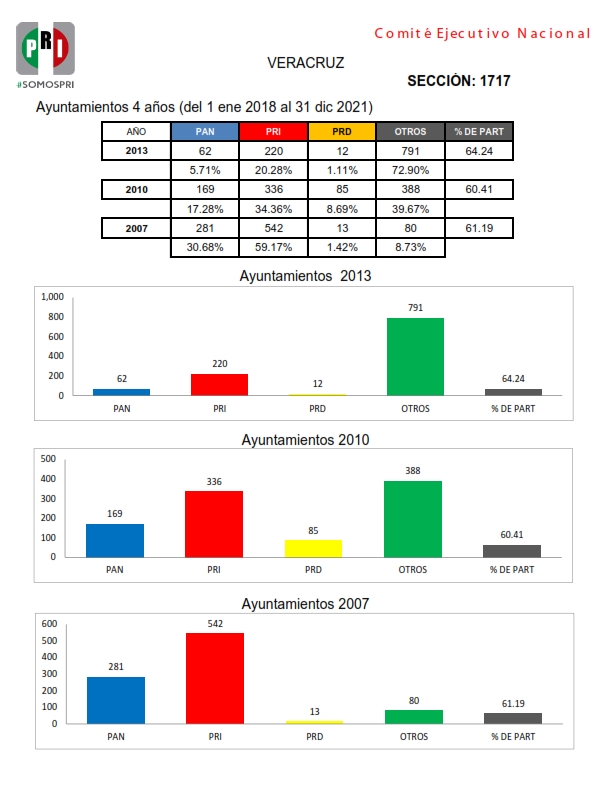 Comité Ejecutivo Nacional
PRI
#SOMOSPRI
VERACRUZ
SECCIÓN: 1717
Ayuntamientos 4 años (del 1 ene 2018 al 31 dic 2021)
AÑO PAN PRI PRD OTROS % DE PART
2013 62 220 12 791 64.24
5.71% 20.28% 1.11% 72.90%
2010 169 336 85 388 60.41
17.28% 34.36% 8.69% 39.67%
2007 281 542 13 80 61.19
30.68% 59.17% 1.42% 8.73%
Ayuntamientos 2013
1,000
800
600
400
200
0
62 220 12 791 64.24
PAN PRI PRD OTROS % DE PART
Ayuntamientos 2010
500
400
300
200
100
0
169 336 85 388 60.41
PAN PRI PRD OTROS % DE PART
Ayuntamientos 2007
600
500
400
300
200
100
0
281 542 13 80 61.19
PAN PRI PRD OTROS % DE PART